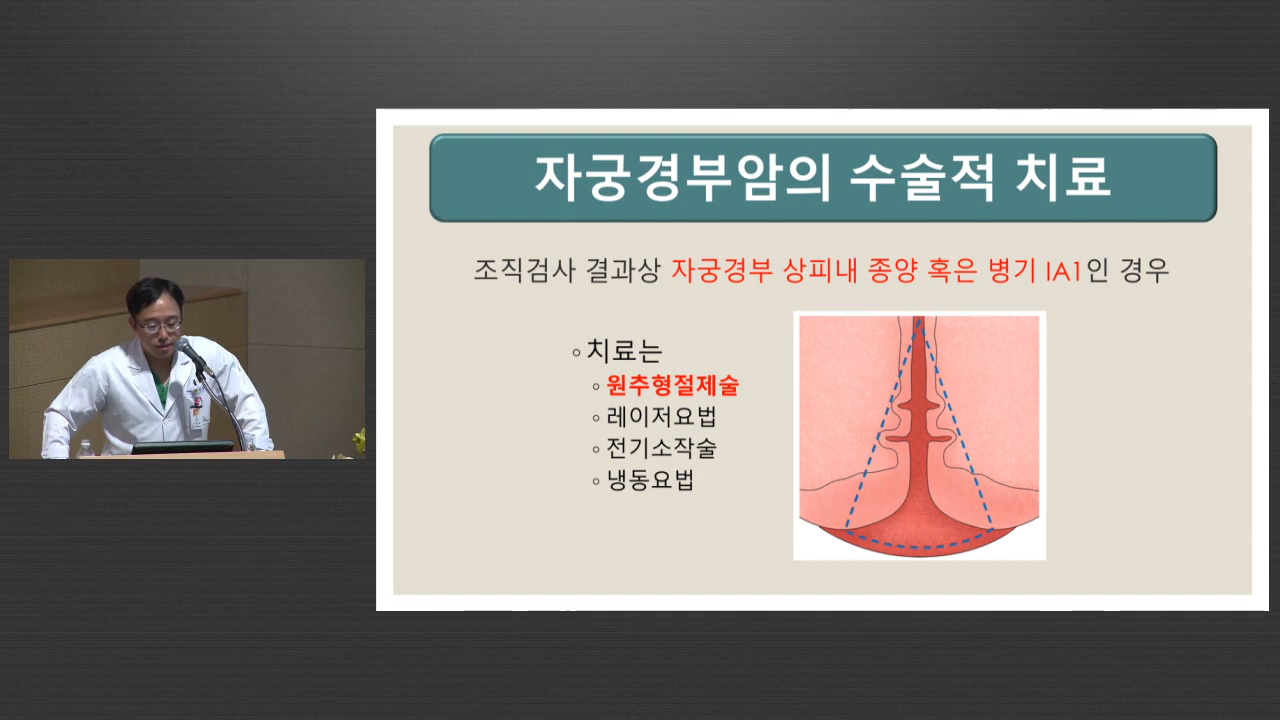 자궁경부암의 수술적 치료
조직검사 결과상 자궁경부 상피내 종양 혹은 병기 IA1인 경우
치료는
원추형절제술
레이저요법
전기소작술
냉동요법